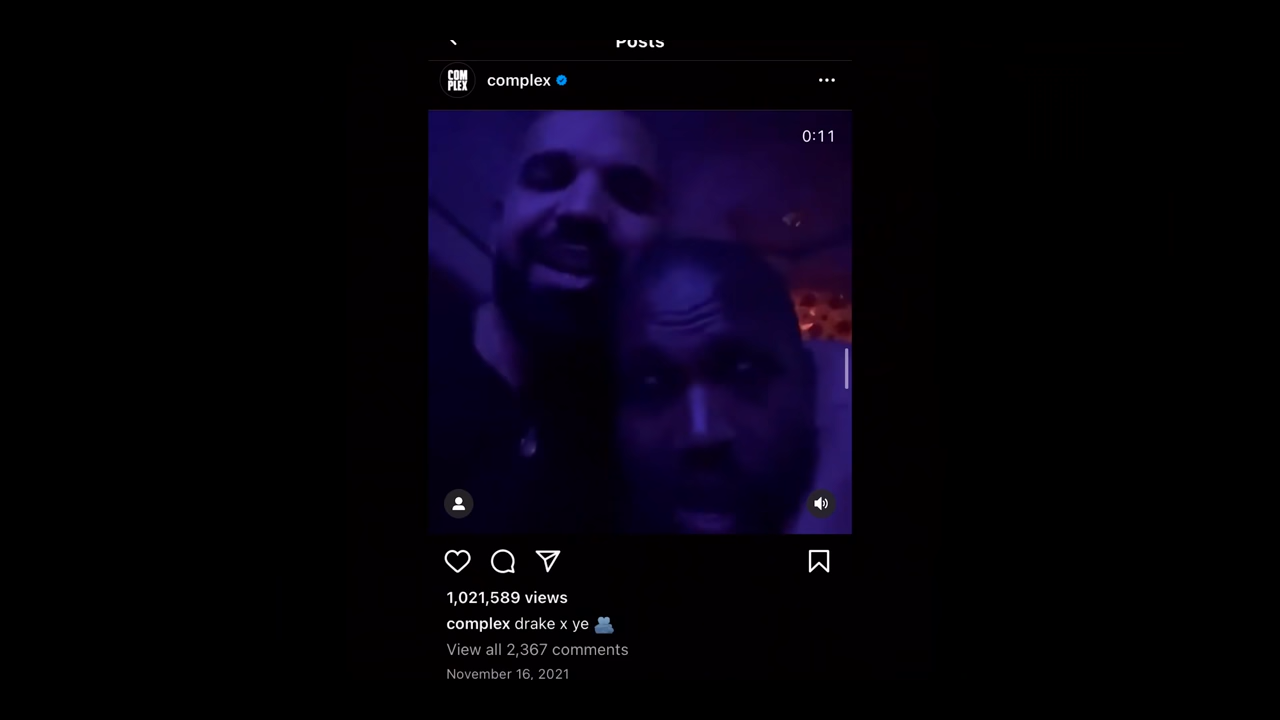 Posts
COM
PLEX
complex
0:11
1,021,589 views
complex drake x ye 🫂
View all 2,367 comments
November 16, 2021